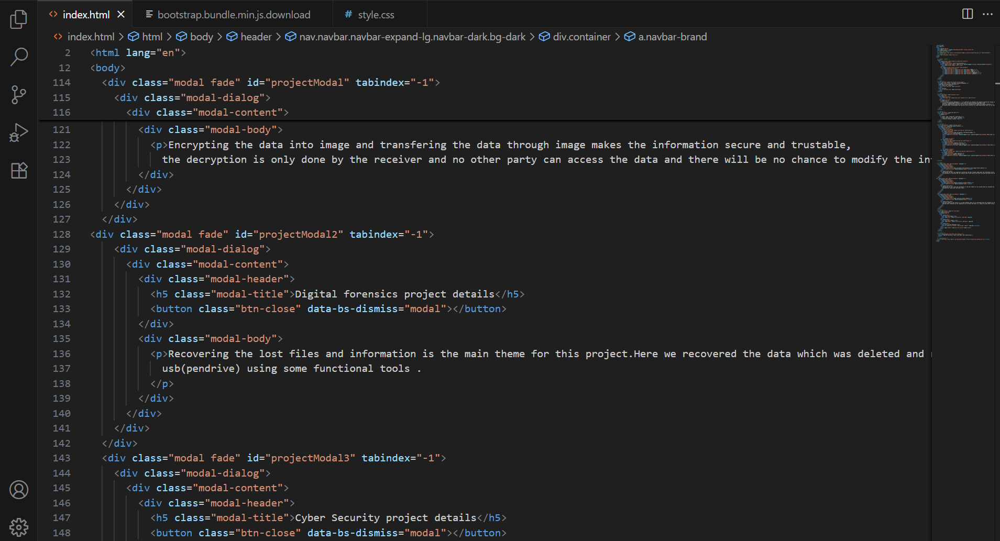 index.html
bootstrap.bundle.min.js.download
# style.css
index.html > html > body > header > nav.navbar.navbar-expand-lg.navbar-dark.bg-dark > div.container > a.navbar-brand
2 <html lang="en">
12 <body>
114 <div class="modal fade" id="projectModal" tabindex="-1">
115 <div class="modal-dialog">
116 <div class="modal-content">
121 <div class="modal-body">
122 <p>Encrypting the data into image and transfering the data through image makes the information secure and trustable,
123 the decryption is only done by the receiver and no other party can access the data and there will be no chance to modify the in
124 </div>
125 </div>
126 </div>
127 </div>
128 <div class="modal fade" id="projectModal2" tabindex="-1">
129 <div class="modal-dialog">
130 <div class="modal-content">
131 <div class="modal-header">
132 <h5 class="modal-title">Digital forensics project details</h5>
133 <button class="btn-close" data-bs-dismiss="modal"></button>
134 </div>
135 <div class="modal-body">
136 <p>Recovering the lost files and information is the main theme for this project.Here we recovered the data which was deleted and
137 usb(pendrive) using some functional tools .
138 </p>
139 </div>
140 </div>
141 </div>
142 </div>
143 <div class="modal fade" id="projectModal3" tabindex="-1">
144 <div class="modal-dialog">
145 <div class="modal-content">
146 <div class="modal-header">
147 <h5 class="modal-title">Cyber Security project details</h5>
148 <button class="btn-close" data-bs-dismiss="modal"></button>